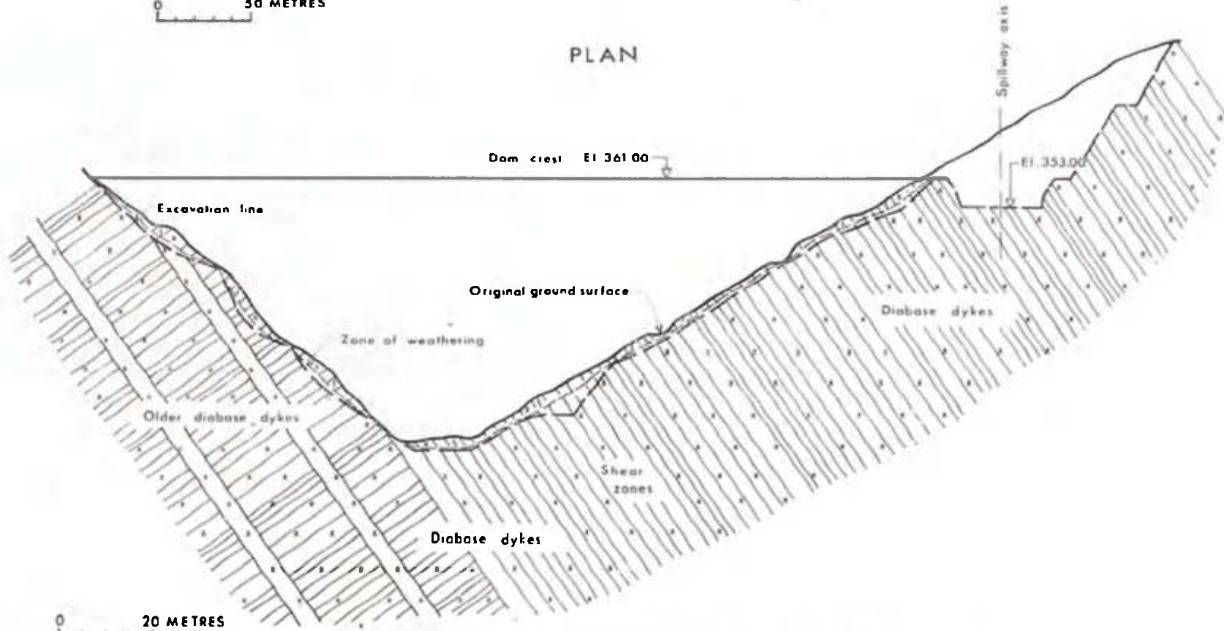 0 50 METRES
PLAN
Spillway axis
Dam crest El 361 00
El. 353.00
Excavation line
Original ground surface
Diabase dykes
Zone of weathering
Older diabase dykes
Shear
zones
Diabase dykes
0 20 METRES